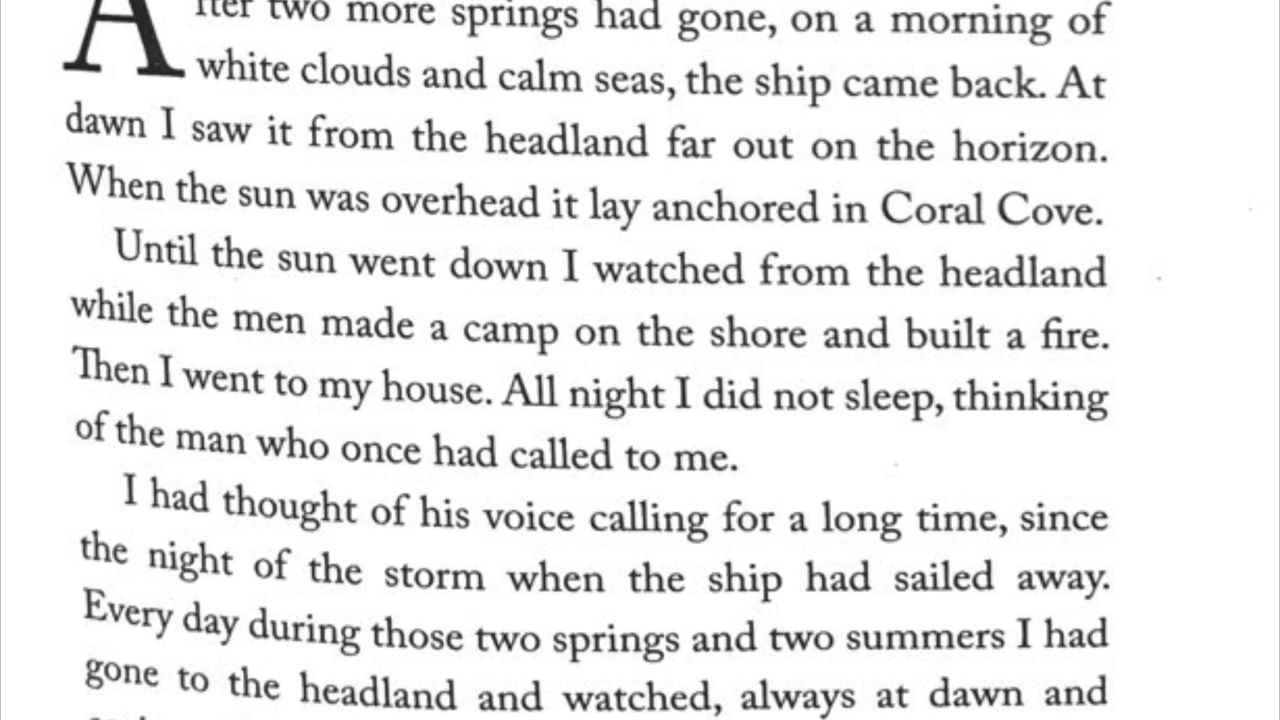 After two more springs had gone, on a morning of
white clouds and calm seas, the ship came back. At
dawn I saw it from the headland far out on the horizon.
When the sun was overhead it lay anchored in Coral Cove.
Until the sun went down I watched from the headland
while the men made a camp on the shore and built a fire.
Then I went to my house. All night I did not sleep, thinking
of the man who once had called to me.
I had thought of his voice calling for a long time, since
the night of the storm when the ship had sailed away.
Every day during those two springs and two summers I had
gone to the headland and watched, always at dawn and